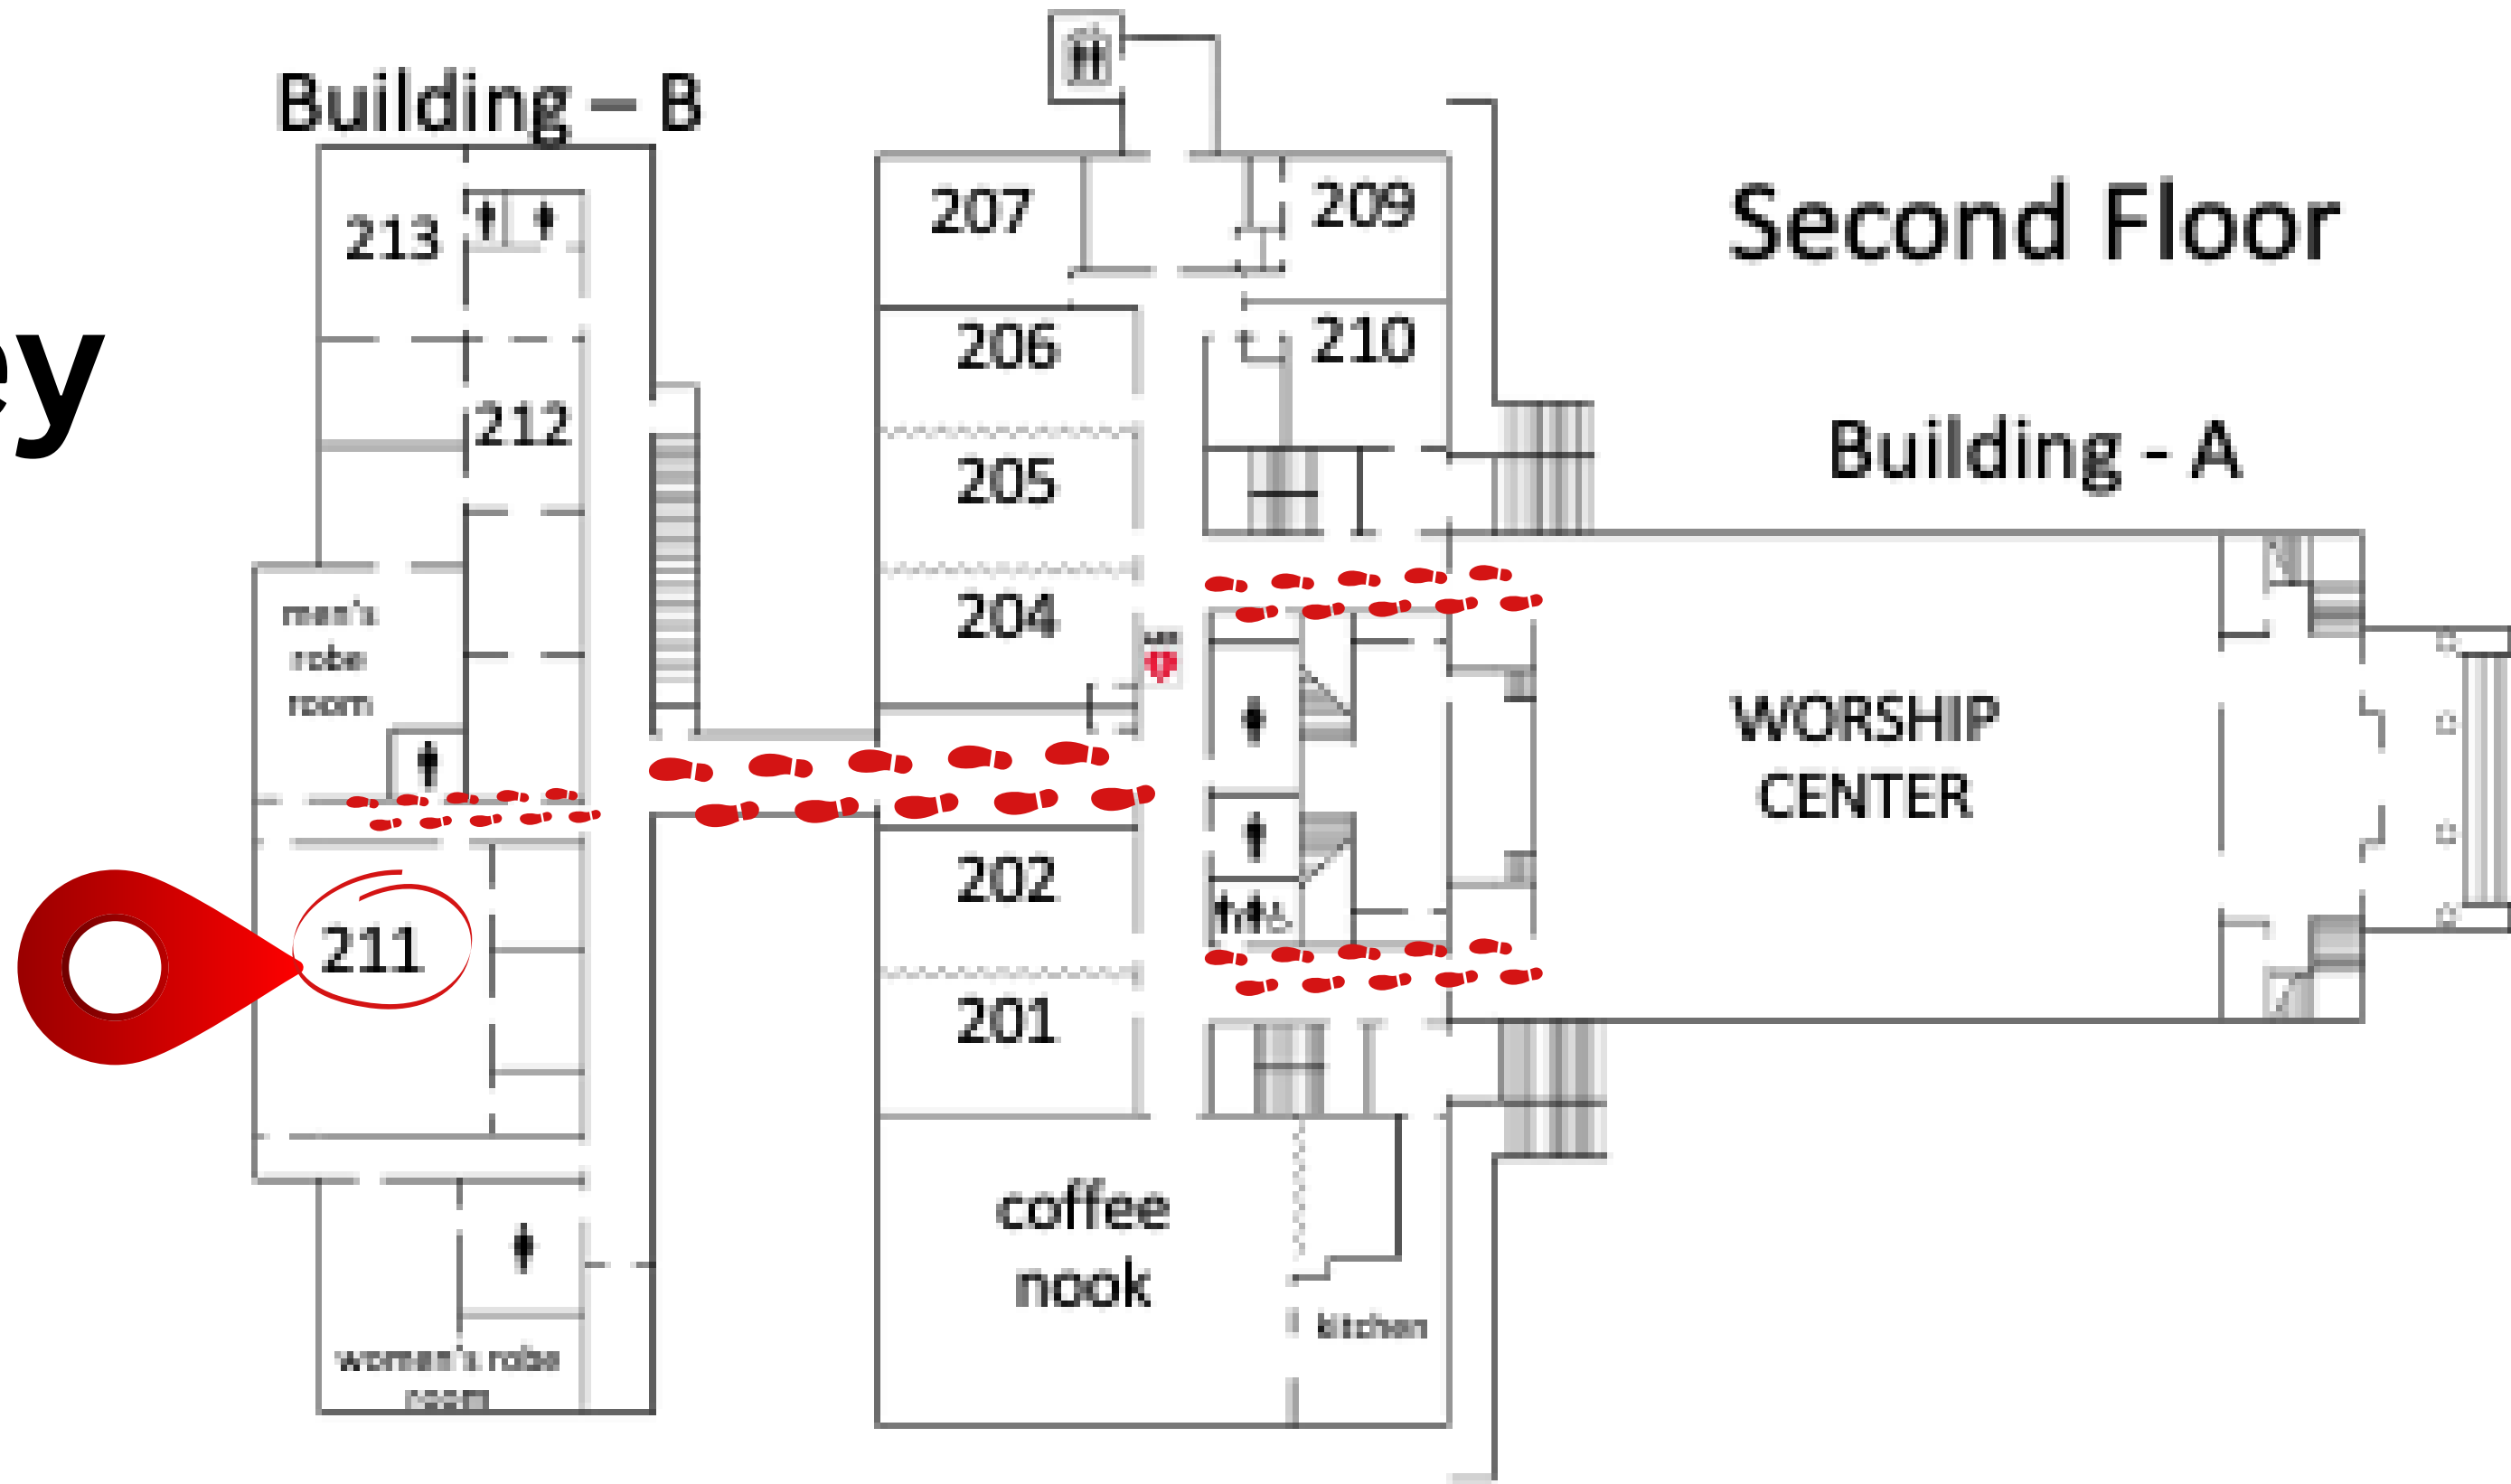 ey
Building – B
Second Floor
Building - A
213
212
men's
robe
room
211
women's robe
room
207
206
205
204
202
201
209
210
coffee
nook
kitchen
WORSHIP
CENTER